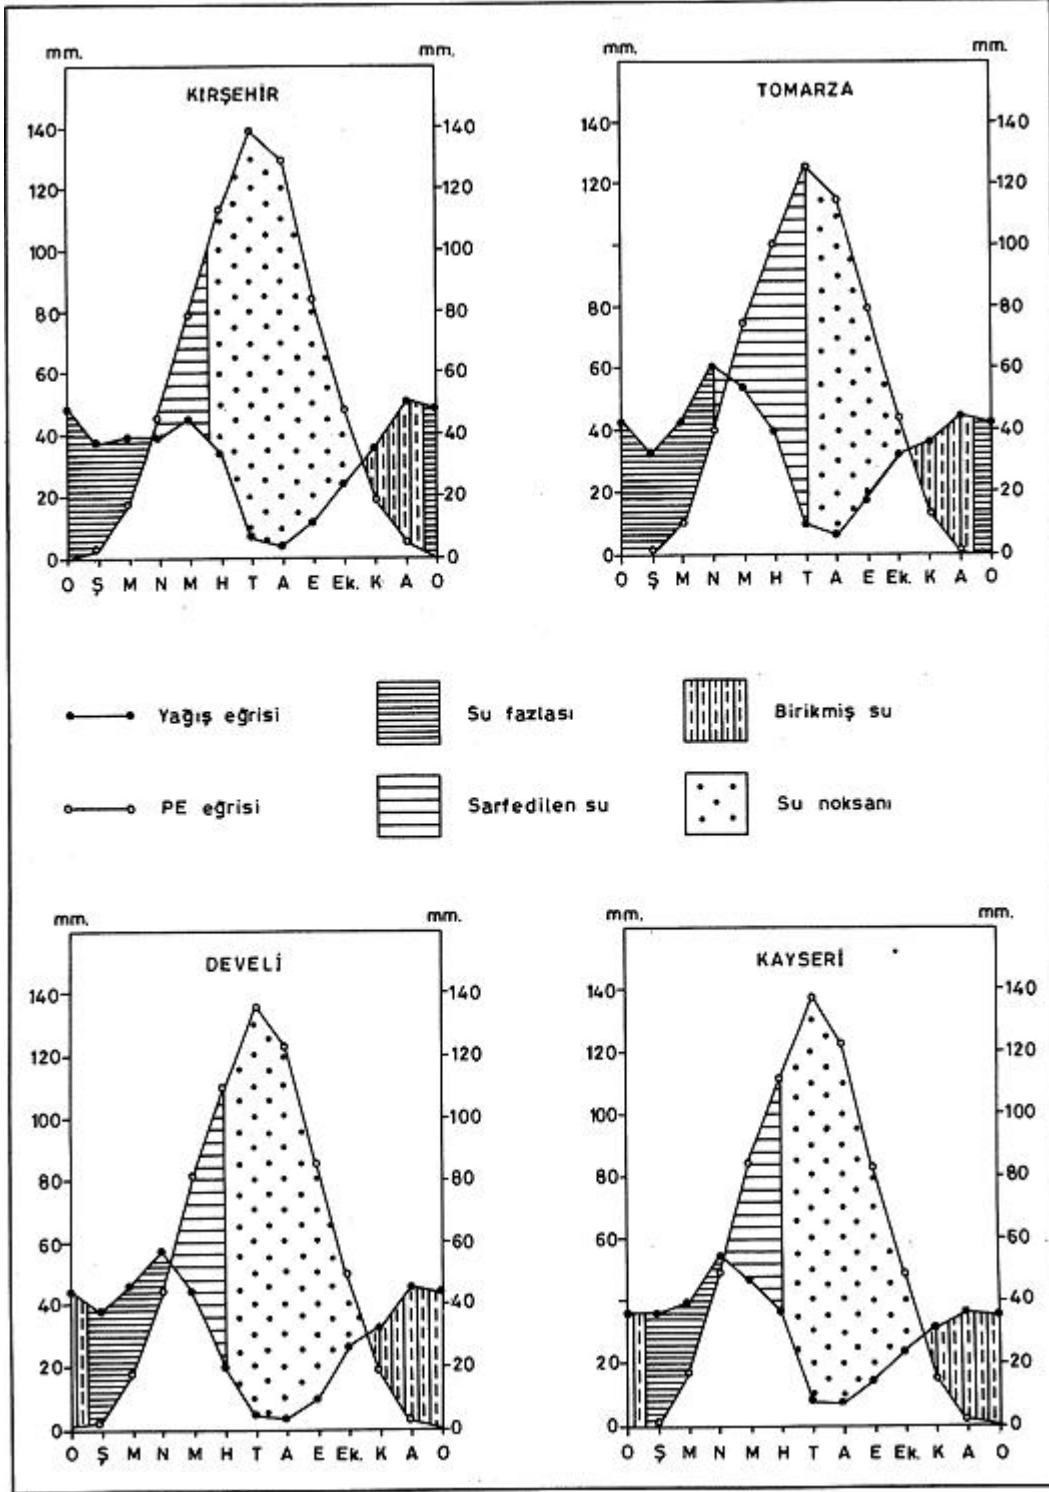 mm. mm.
KIRŞEHİR
140 140
120 120
100 100
80 80
60 60
40 40
20 20
0 0
O Ş M N M H T A E Ek. K A O
mm. mm.
TOMARZA
140 140
120 120
100
80 80
60 60
40 40
20 20
0 0
O Ş M N M H T A E Ek. K A O
Yağış eğrisi
Su fazlası
Birikmiş su
PE eğrisi
Sarfedilen su
Su noksanı
mm. mm.
DEVELİ
140 140
120 120
100 100
80 80
60 60
40 40
20 20
0 0
O Ş M N M H T A E Ek. K A O
mm. mm.
KAYSERİ
140 140
120 120
100 100
80 80
60 60
40
20 20
0 0
O Ş M N M H T A E Ek. K A O